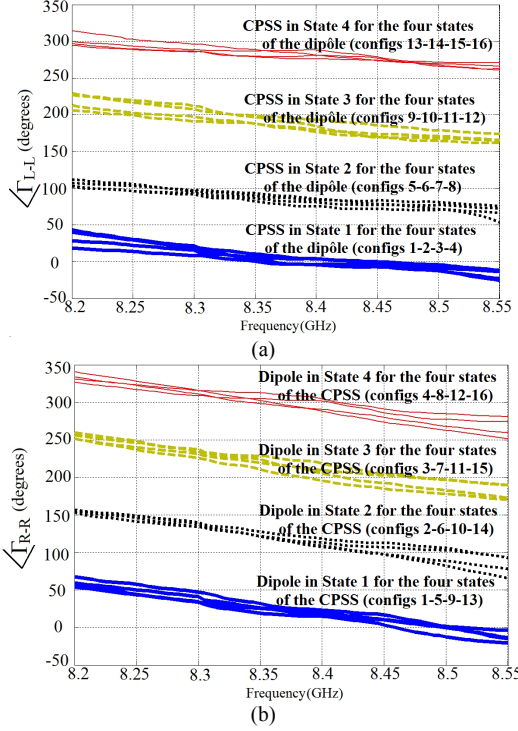 350
CPSS in State 4 for the four states
of the dipôle (configs 13-14-15-16)
300
250
CPSS in State 3 for the four states
of the dipôle (configs 9-10-11-12)
200
150
CPSS in State 2 for the four states
of the dipôle (configs 5-6-7-8)
100
50
CPSS in State 1 for the four states
of the dipôle (configs 1-2-3-4)
0
-50
∠Γ L-L (degrees)
8.2 8.25 8.3 8.35 8.4 8.45 8.5 8.55
Frequency(GHz)
(a)
350
Dipole in State 4 for the four states
of the CPSS (configs 4-8-12-16)
300
250
Dipole in State 3 for the four states
of the CPSS (configs 3-7-11-15)
200
150
Dipole in State 2 for the four states
of the CPSS (configs 2-6-10-14)
100
50
Dipole in State 1 for the four states
of the CPSS (configs 1-5-9-13)
0
-50
∠Γ R-R (degrees)
8.2 8.25 8.3 8.35 8.4 8.45 8.5 8.55
Frequency(GHz)
(b)